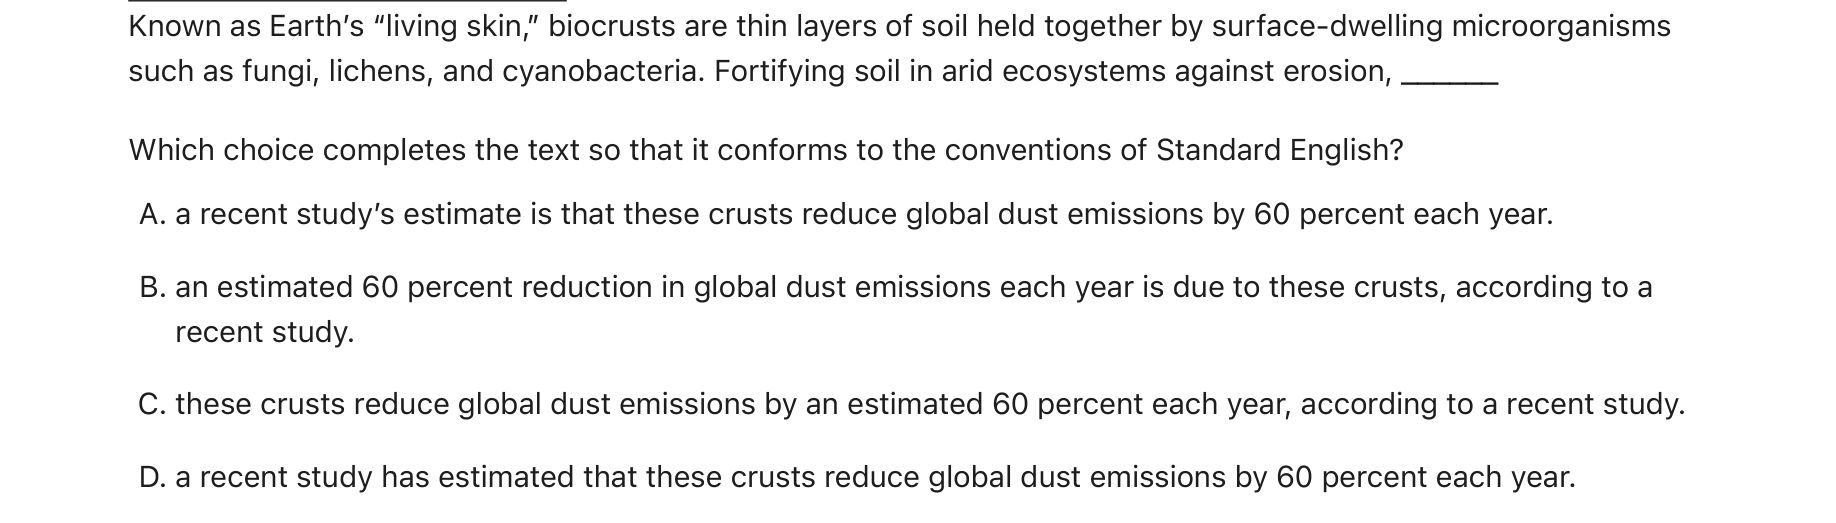 Known as Earth’s “living skin,” biocrusts are thin layers of soil held together by surface-dwelling microorganisms
such as fungi, lichens, and cyanobacteria. Fortifying soil in arid ecosystems against erosion, ______
Which choice completes the text so that it conforms to the conventions of Standard English?
A. a recent study’s estimate is that these crusts reduce global dust emissions by 60 percent each year.
B. an estimated 60 percent reduction in global dust emissions each year is due to these crusts, according to a
recent study.
C. these crusts reduce global dust emissions by an estimated 60 percent each year, according to a recent study.
D. a recent study has estimated that these crusts reduce global dust emissions by 60 percent each year.